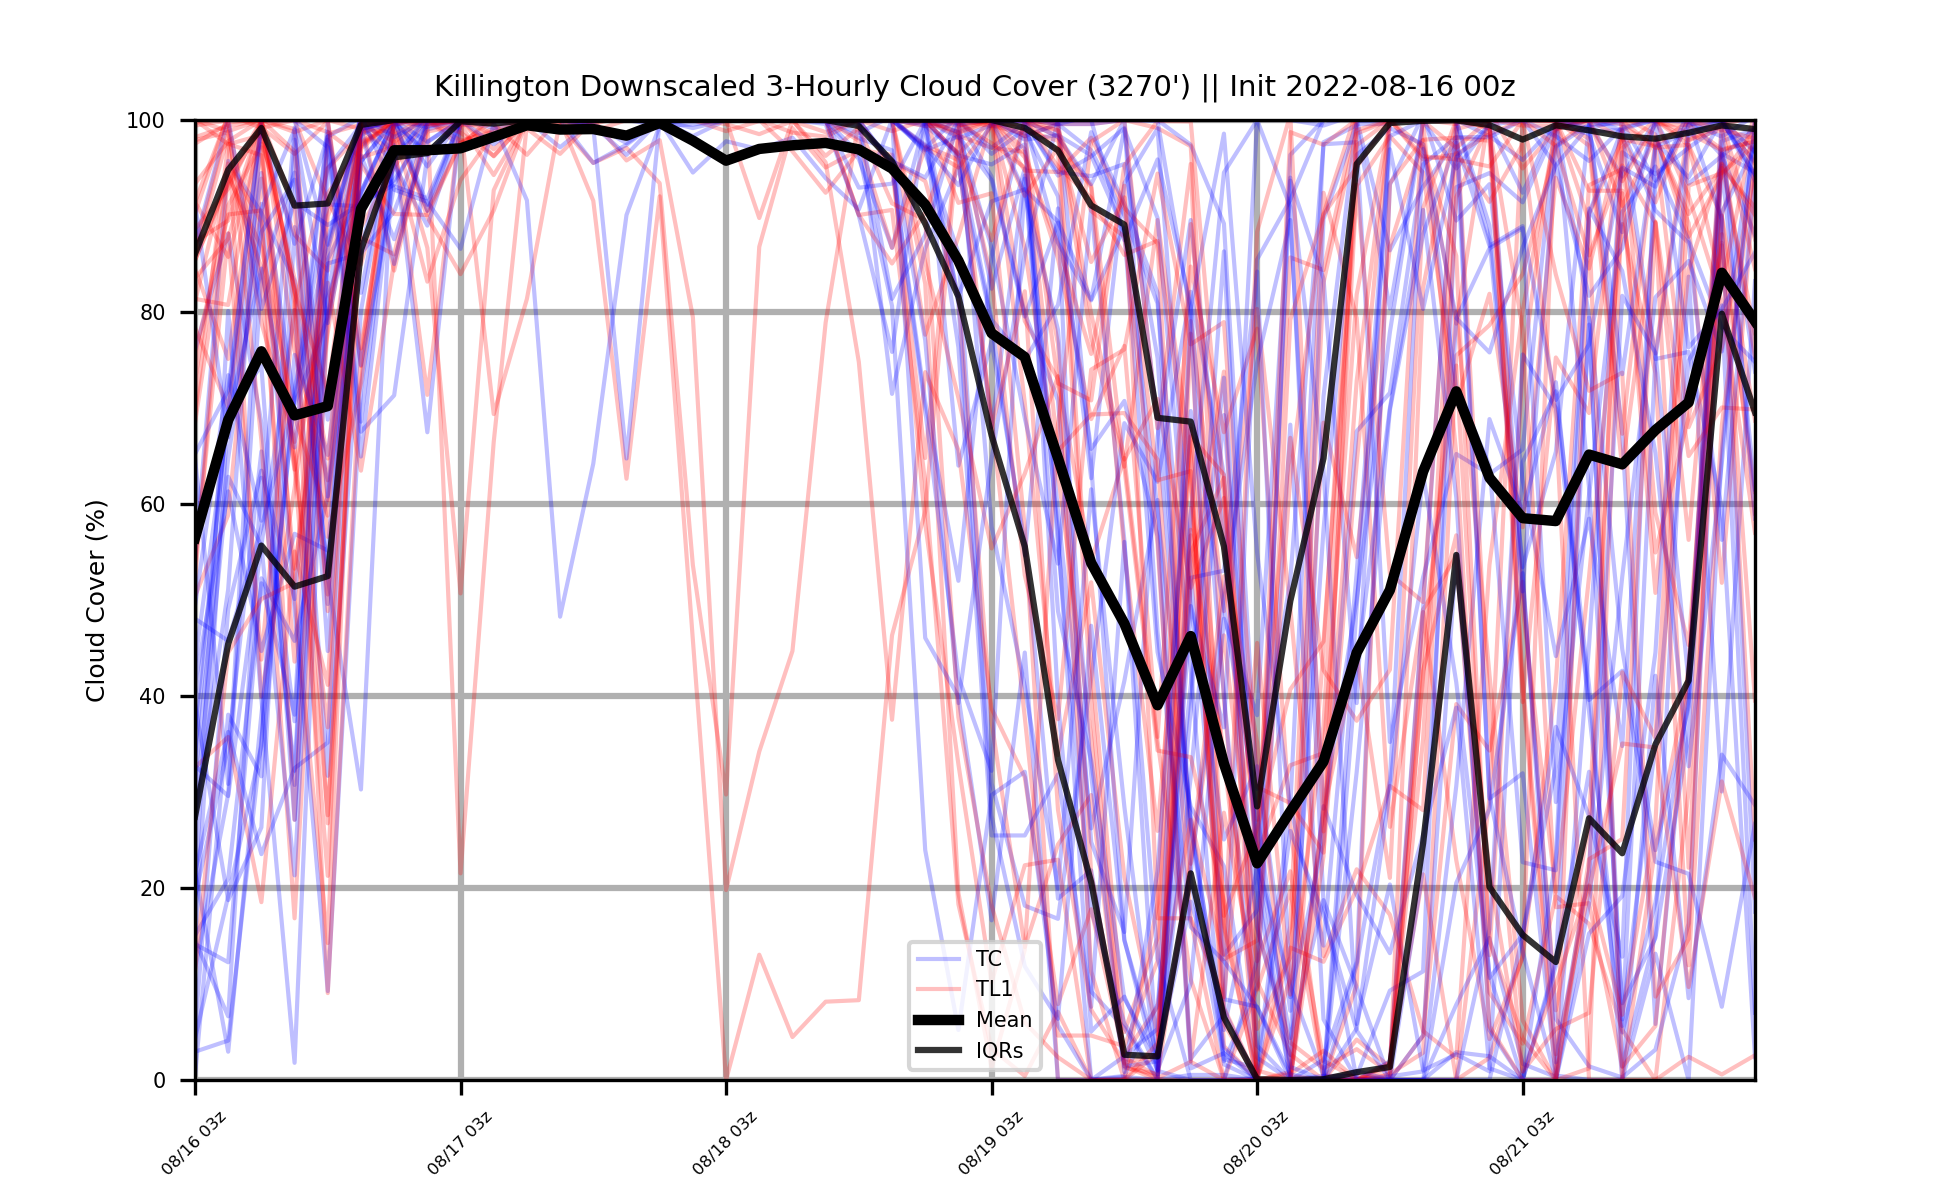 Killington Downscaled 3-Hourly Cloud Cover (3270') || Init 2022-08-16 00z
100
80
60
40
20
0
Cloud Cover (%)
TC
TL1
Mean
IQRs
08/16 03z
08/17 03z
08/18 03z
08/19 03z
08/20 03z
08/21 03z